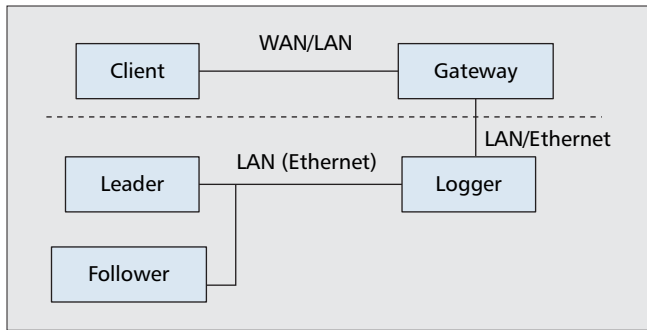 WAN/LAN
Client
Gateway
LAN/Ethernet
LAN (Ethernet)
Leader
Logger
Follower